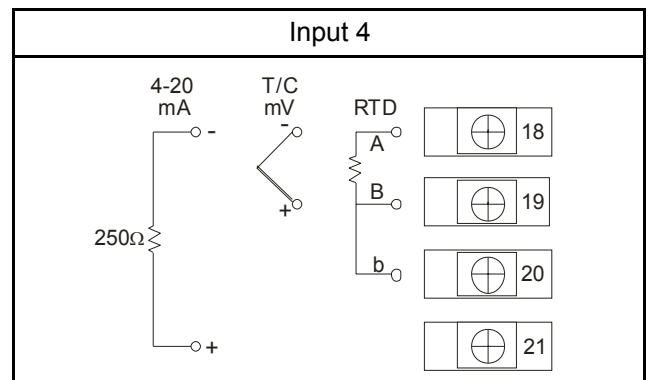 Input 4
4-20 T/C
mA mV RTD
- - A 18
+ B 19
250Ω
b 20
+ 21